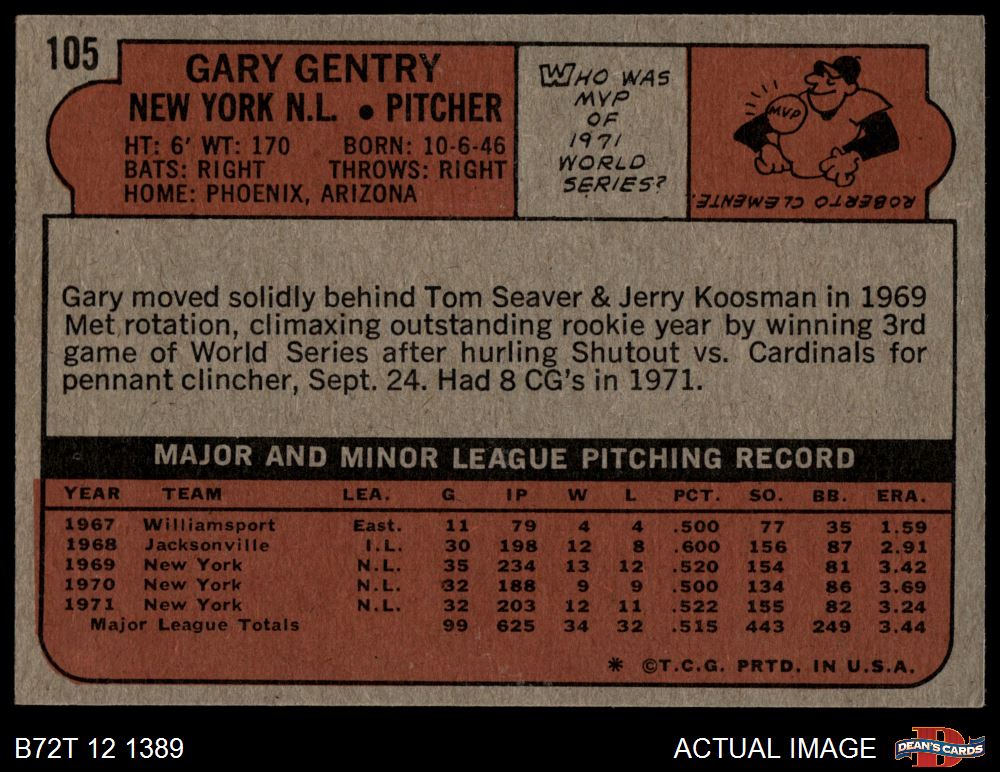 105
GARY GENTRY
NEW YORK N.L. • PITCHER
HT: 6' WT: 170 BORN: 10-6-46
BATS: RIGHT THROWS: RIGHT
HOME: PHOENIX, ARIZONA
WHO WAS
MVP
OF
1971
WORLD
SERIES?
MVP
ROBERTO CLEMENTE.
Gary moved solidly behind Tom Seaver & Jerry Koosman in 1969
Met rotation, climaxing outstanding rookie year by winning 3rd
game of World Series after hurling Shutout vs. Cardinals for
pennant clincher, Sept. 24. Had 8 CG's in 1971.
MAJOR AND MINOR LEAGUE PITCHING RECORD
YEAR TEAM LEA. G IP W L PCT. SO. BB. ERA.
1967 Williamsport East. 11 79 4 4 .500 77 35 1.59
1968 Jacksonville I.L. 30 198 12 8 .600 156 87 2.91
1969 New York N.L. 35 234 13 12 .520 154 81 3.42
1970 New York N.L. 32 188 9 9 .500 134 86 3.69
1971 New York N.L. 32 203 12 11 .522 155 82 3.24
Major League Totals 99 625 34 32 .515 443 249 3.44
* ©T.C.G. PRTD. IN U.S.A.
B72T 12 1389
ACTUAL IMAGE
DEAN'S CARDS